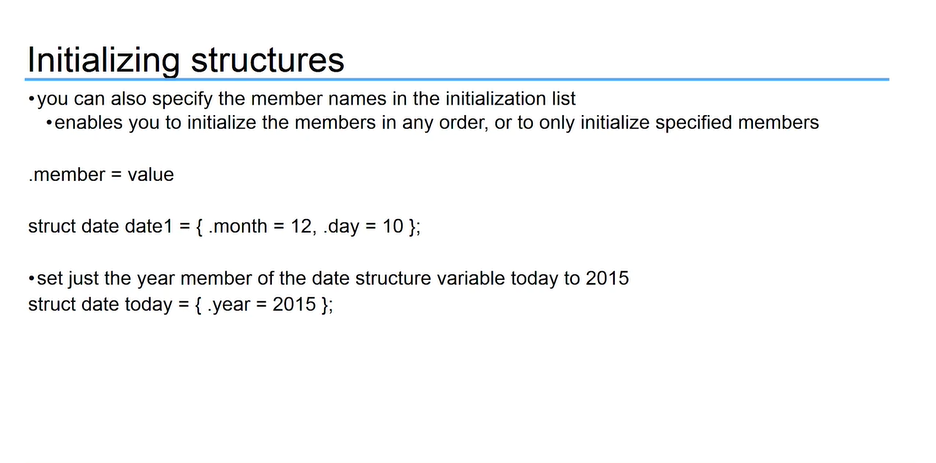 Initializing structures
•you can also specify the member names in the initialization list
•enables you to initialize the members in any order, or to only initialize specified members
.member = value
struct date date1 = { .month = 12, .day = 10 };
•set just the year member of the date structure variable today to 2015
struct date today = { .year = 2015 };